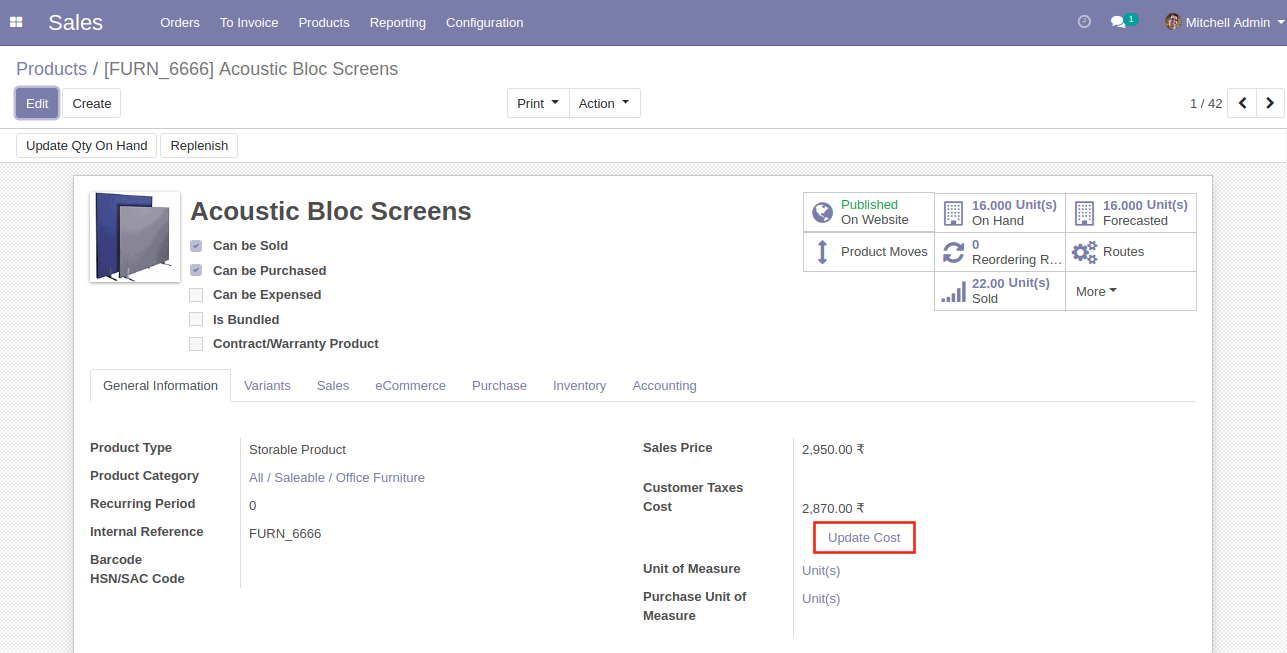 Sales Orders To Invoice Products Reporting Configuration 1 Mitchell Admin
Products / [FURN_6666] Acoustic Bloc Screens
Edit Create Print Action 1 / 42
Update Qty On Hand Replenish
Acoustic Bloc Screens
Can be Sold
Can be Purchased
Can be Expensed
Is Bundled
Contract/Warranty Product
Published
On Website
16.000 Unit(s)
On Hand
16.000 Unit(s)
Forecasted
Product Moves
0
Reordering R...
Routes
22.00 Unit(s)
Sold
More
General Information Variants Sales eCommerce Purchase Inventory Accounting
Product Type Storable Product
Product Category All / Saleable / Office Furniture
Recurring Period 0
Internal Reference FURN_6666
Barcode
HSN/SAC Code
Sales Price 2,950.00 ₹
Customer Taxes
Cost 2,870.00 ₹
Update Cost
Unit of Measure Unit(s)
Purchase Unit of Unit(s)
Measure